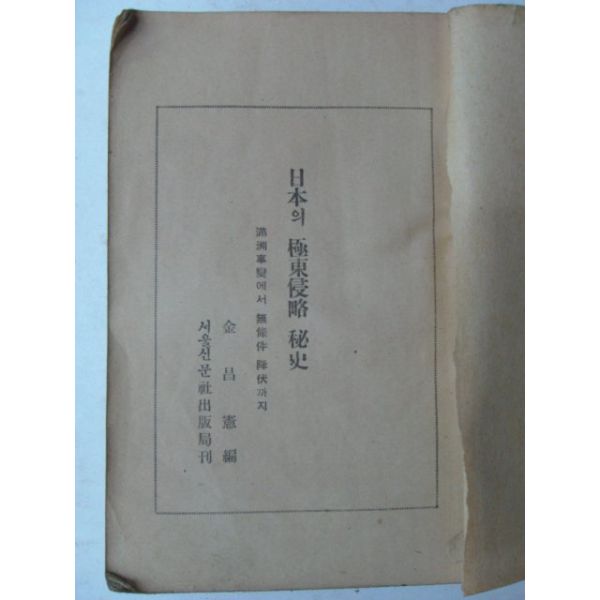 日本의 極東侵略 秘史
滿洲事變에서 無條件 降伏까지
金昌憲 編
서울신문社出版局刊